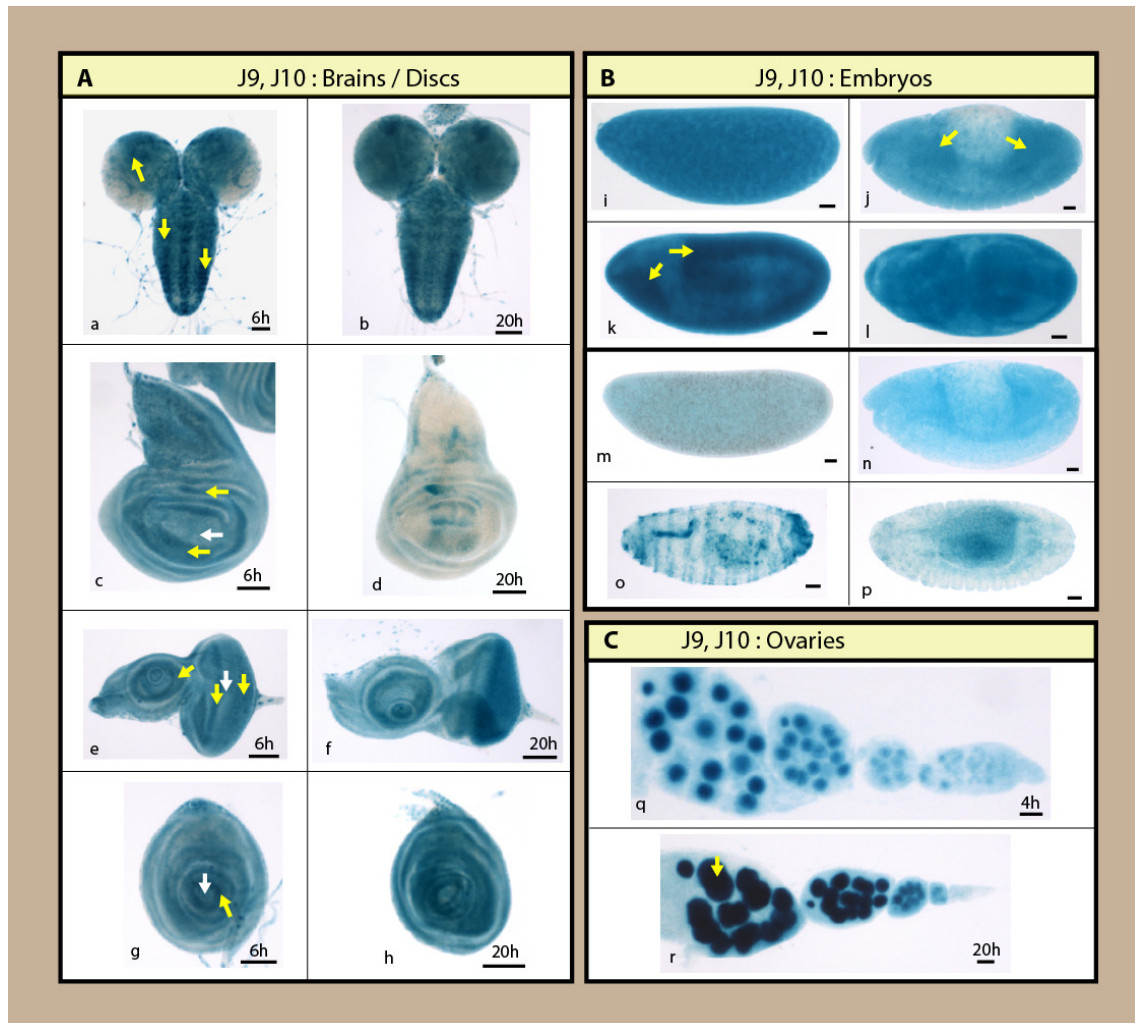 A J9, J10 : Brains / Discs
a 6h
b 20h
c 6h
d 20h
e 6h
f 20h
g 6h
h 20h
B J9, J10 : Embryos
i
j
k
l
m
n
o
p
C J9, J10 : Ovaries
q 4h
r 20h